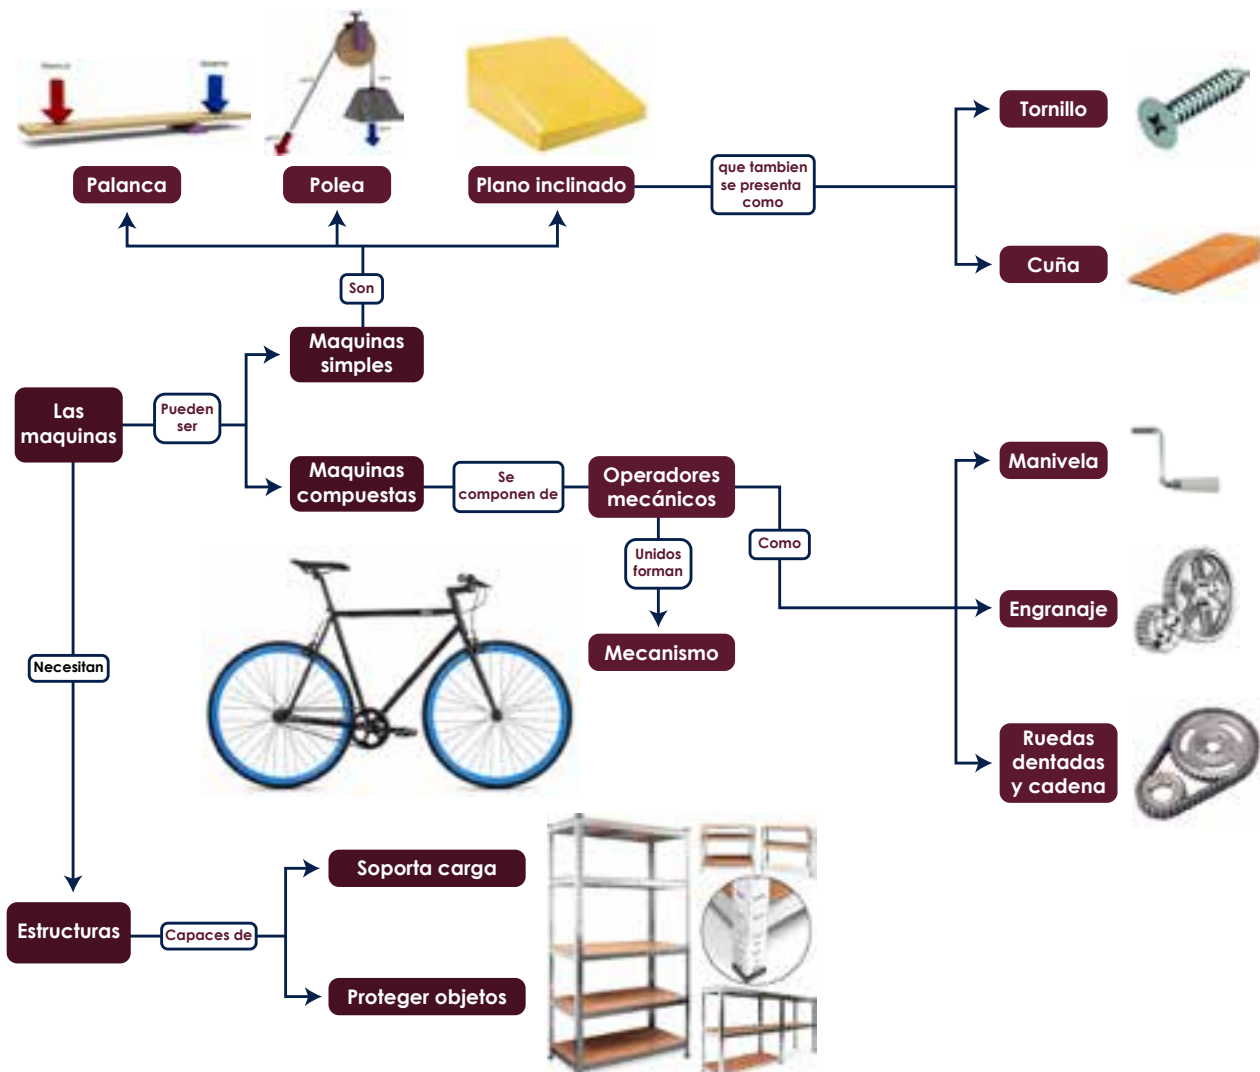 Palanca
Polea
Plano inclinado
que tambien
se presenta
como
Tornillo
Cuña
Son
Maquinas
simples
Las
maquinas
Pueden
ser
Maquinas
compuestas
Se
componen de
Operadores
mecánicos
Unidos
forman
Mecanismo
Como
Manivela
Engranaje
Ruedas
dentadas
y cadena
Necesitan
Estructuras
Capaces de
Soporta carga
Proteger objetos